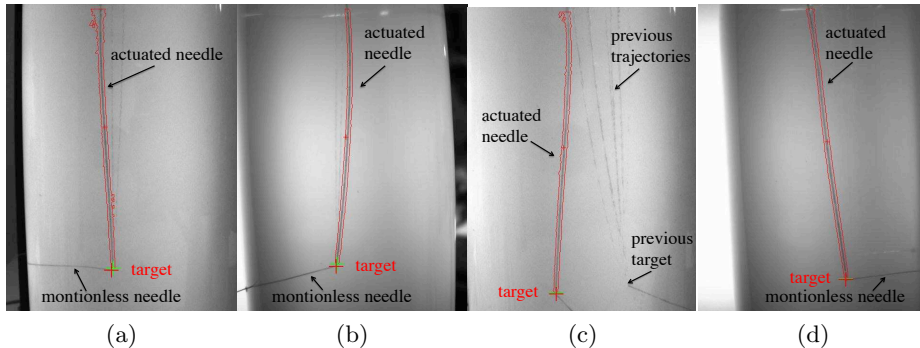 actuated needle
target
montionless needle
(a)
actuated
needle
target
montionless needle
(b)
previous
trajectories
actuated
needle
previous
target
target
(c)
actuated
needle
target
montionless needle
(d)